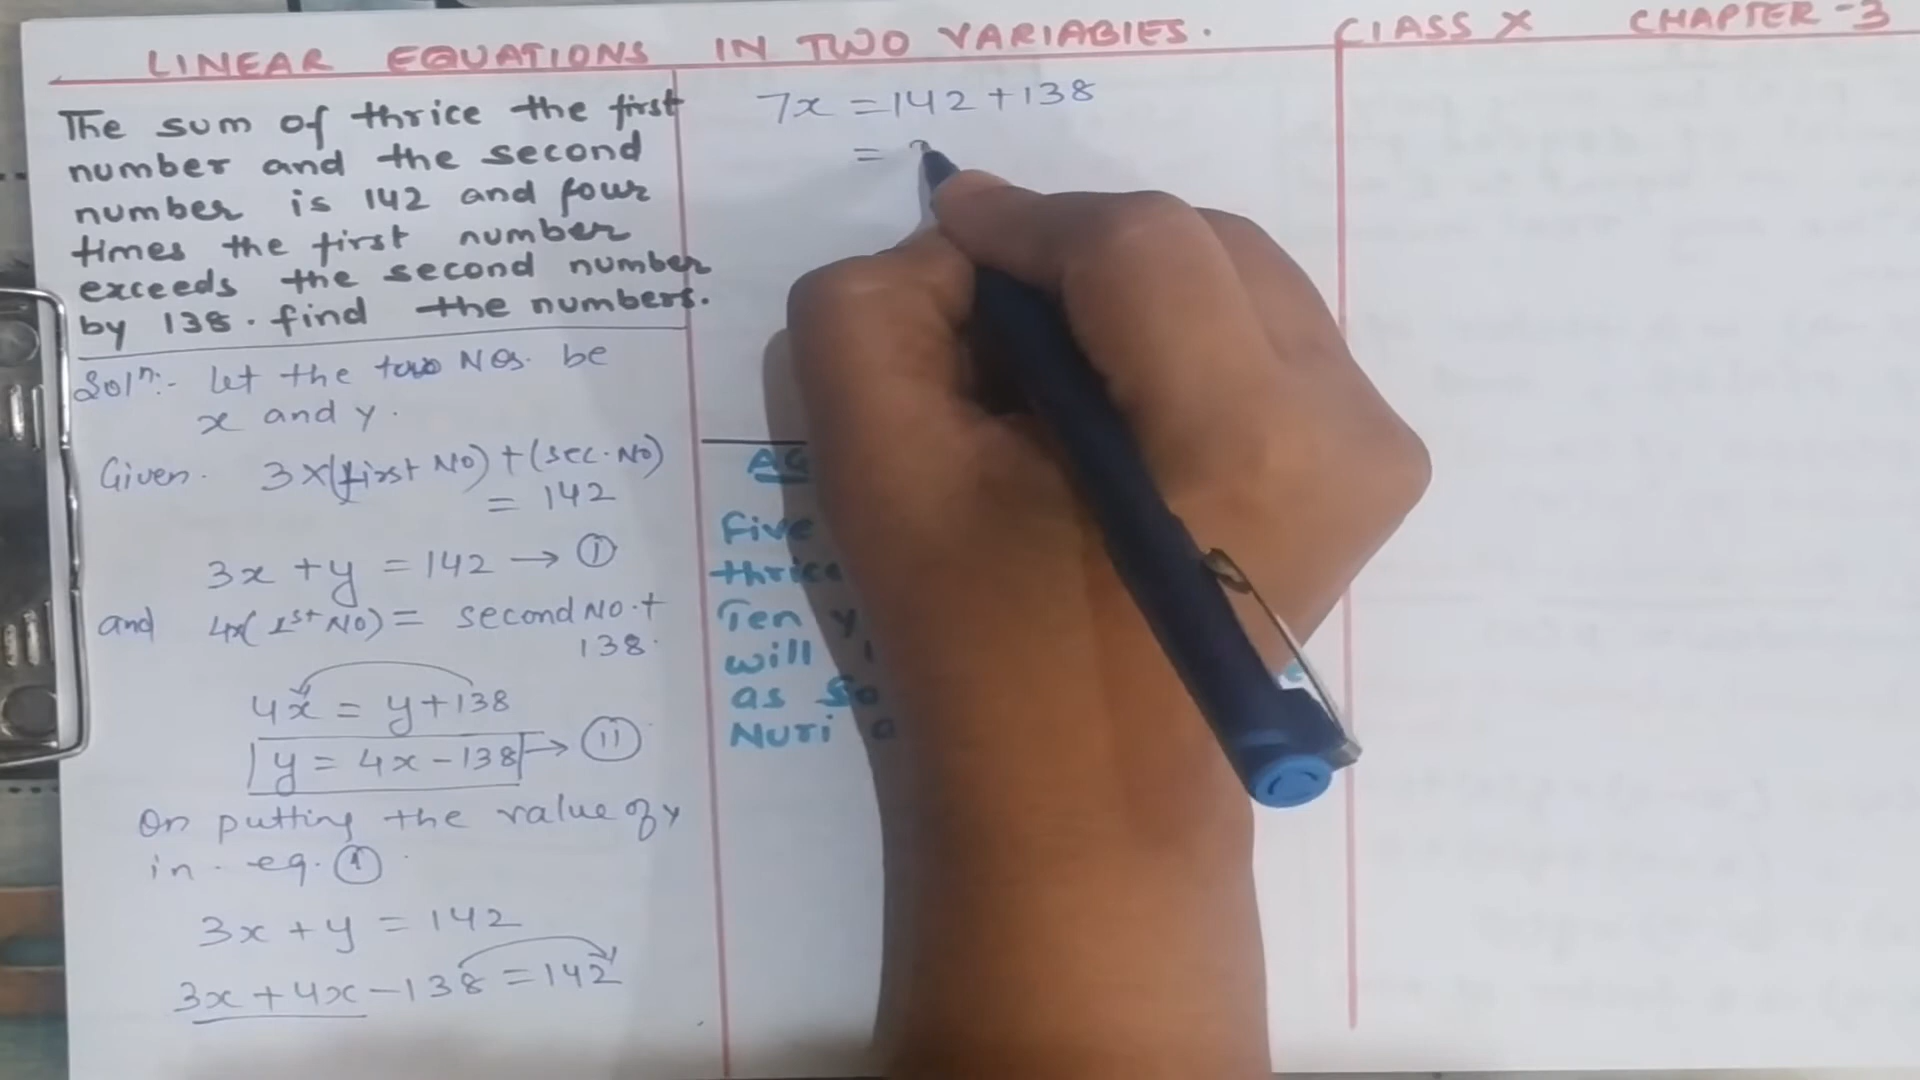 LINEAR EQUATIONS IN TWO VARIABIES. CIASS X CHAPTER-3
The sum of thrice the first
number and the second
number is 142 and four
times the first number
exceeds the second number
by 138. find the numbers.
Solⁿ:- Let the two Nos. be
x and y.
Given. 3×(first No)+(sec.No)
= 142
3x + y = 142 → (I)
and 4×(1st No) = second No.+
138.
4x = y+138
y = 4x-138 → (II)
On putting the value of y
in eq. (1)
3x + y = 142
3x + 4x - 138 = 142
7x = 142 + 138
=
Five
thrice
Ten y
will
as So
Nuri